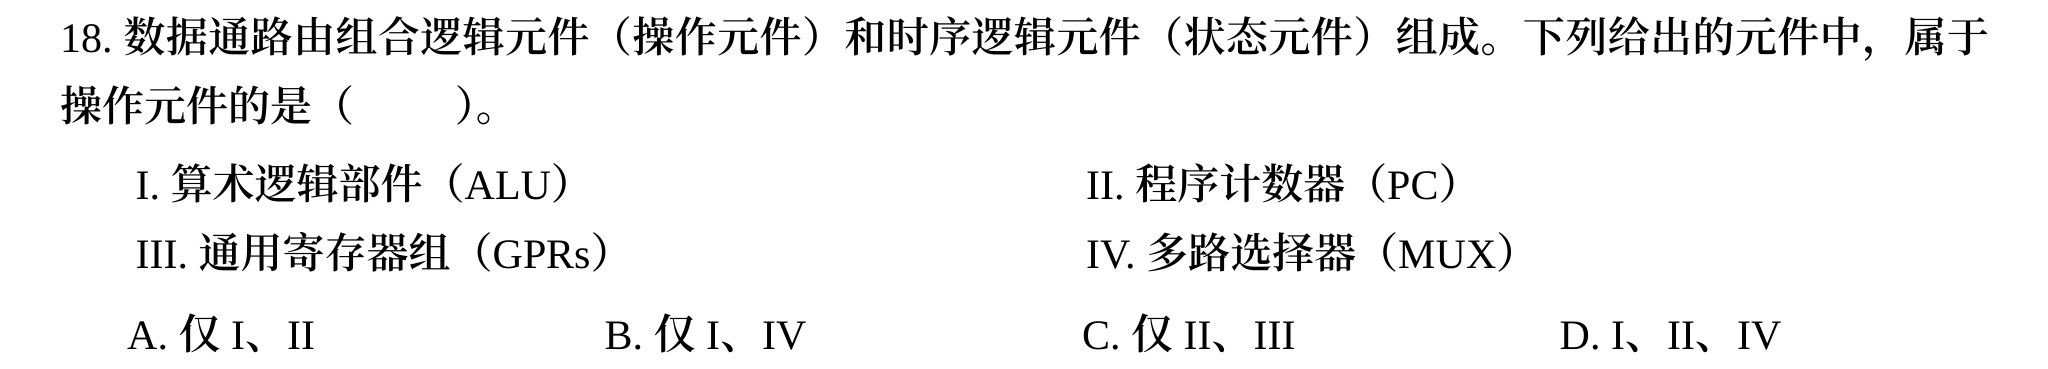 18. 数据通路由组合逻辑元件（操作元件）和时序逻辑元件（状态元件）组成。下列给出的元件中，属于
操作元件的是（　　）。
I. 算术逻辑部件（ALU） II. 程序计数器（PC）
III. 通用寄存器组（GPRs） IV. 多路选择器（MUX）
A. 仅 I、II B. 仅 I、IV C. 仅 II、III D. I、II、IV